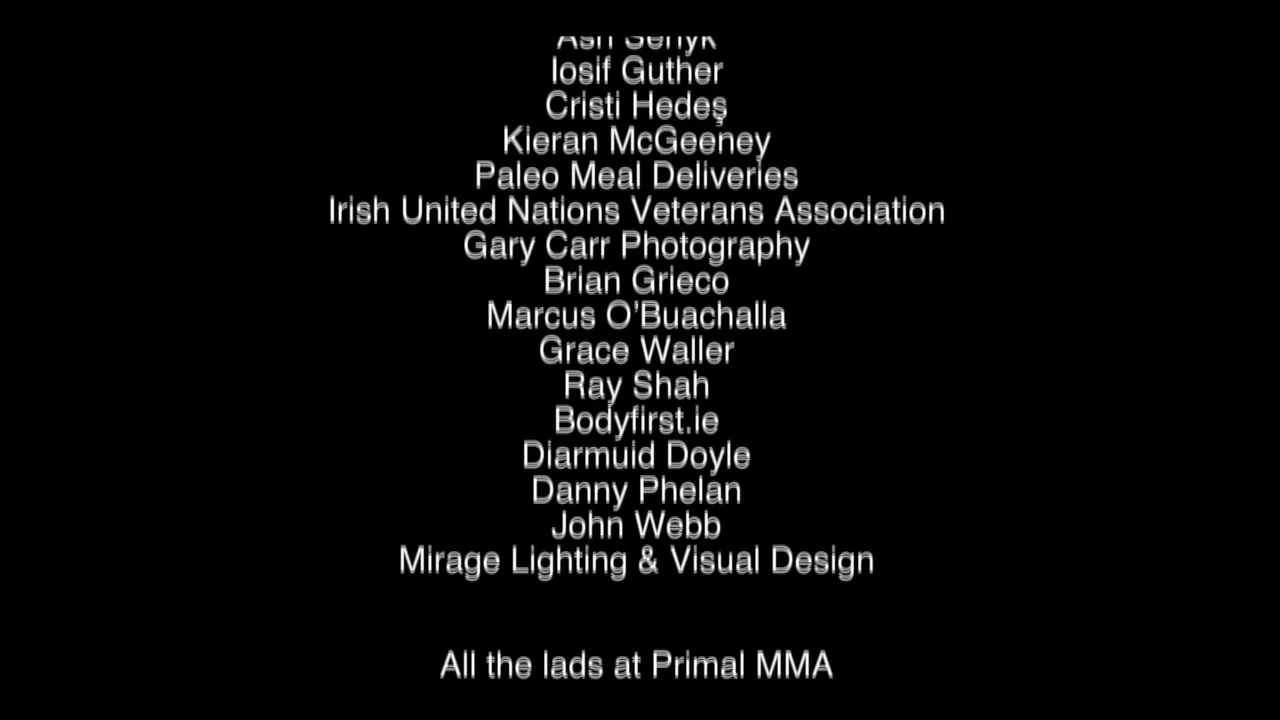 Iosif Guther
Cristi Hedeș
Kieran McGeeney
Paleo Meal Deliveries
Irish United Nations Veterans Association
Gary Carr Photography
Brian Grieco
Marcus O’Buachalla
Grace Waller
Ray Shah
Bodyfirst.ie
Diarmuid Doyle
Danny Phelan
John Webb
Mirage Lighting & Visual Design
All the lads at Primal MMA